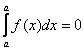 ∫ₐᵃ f(x)dx = 0